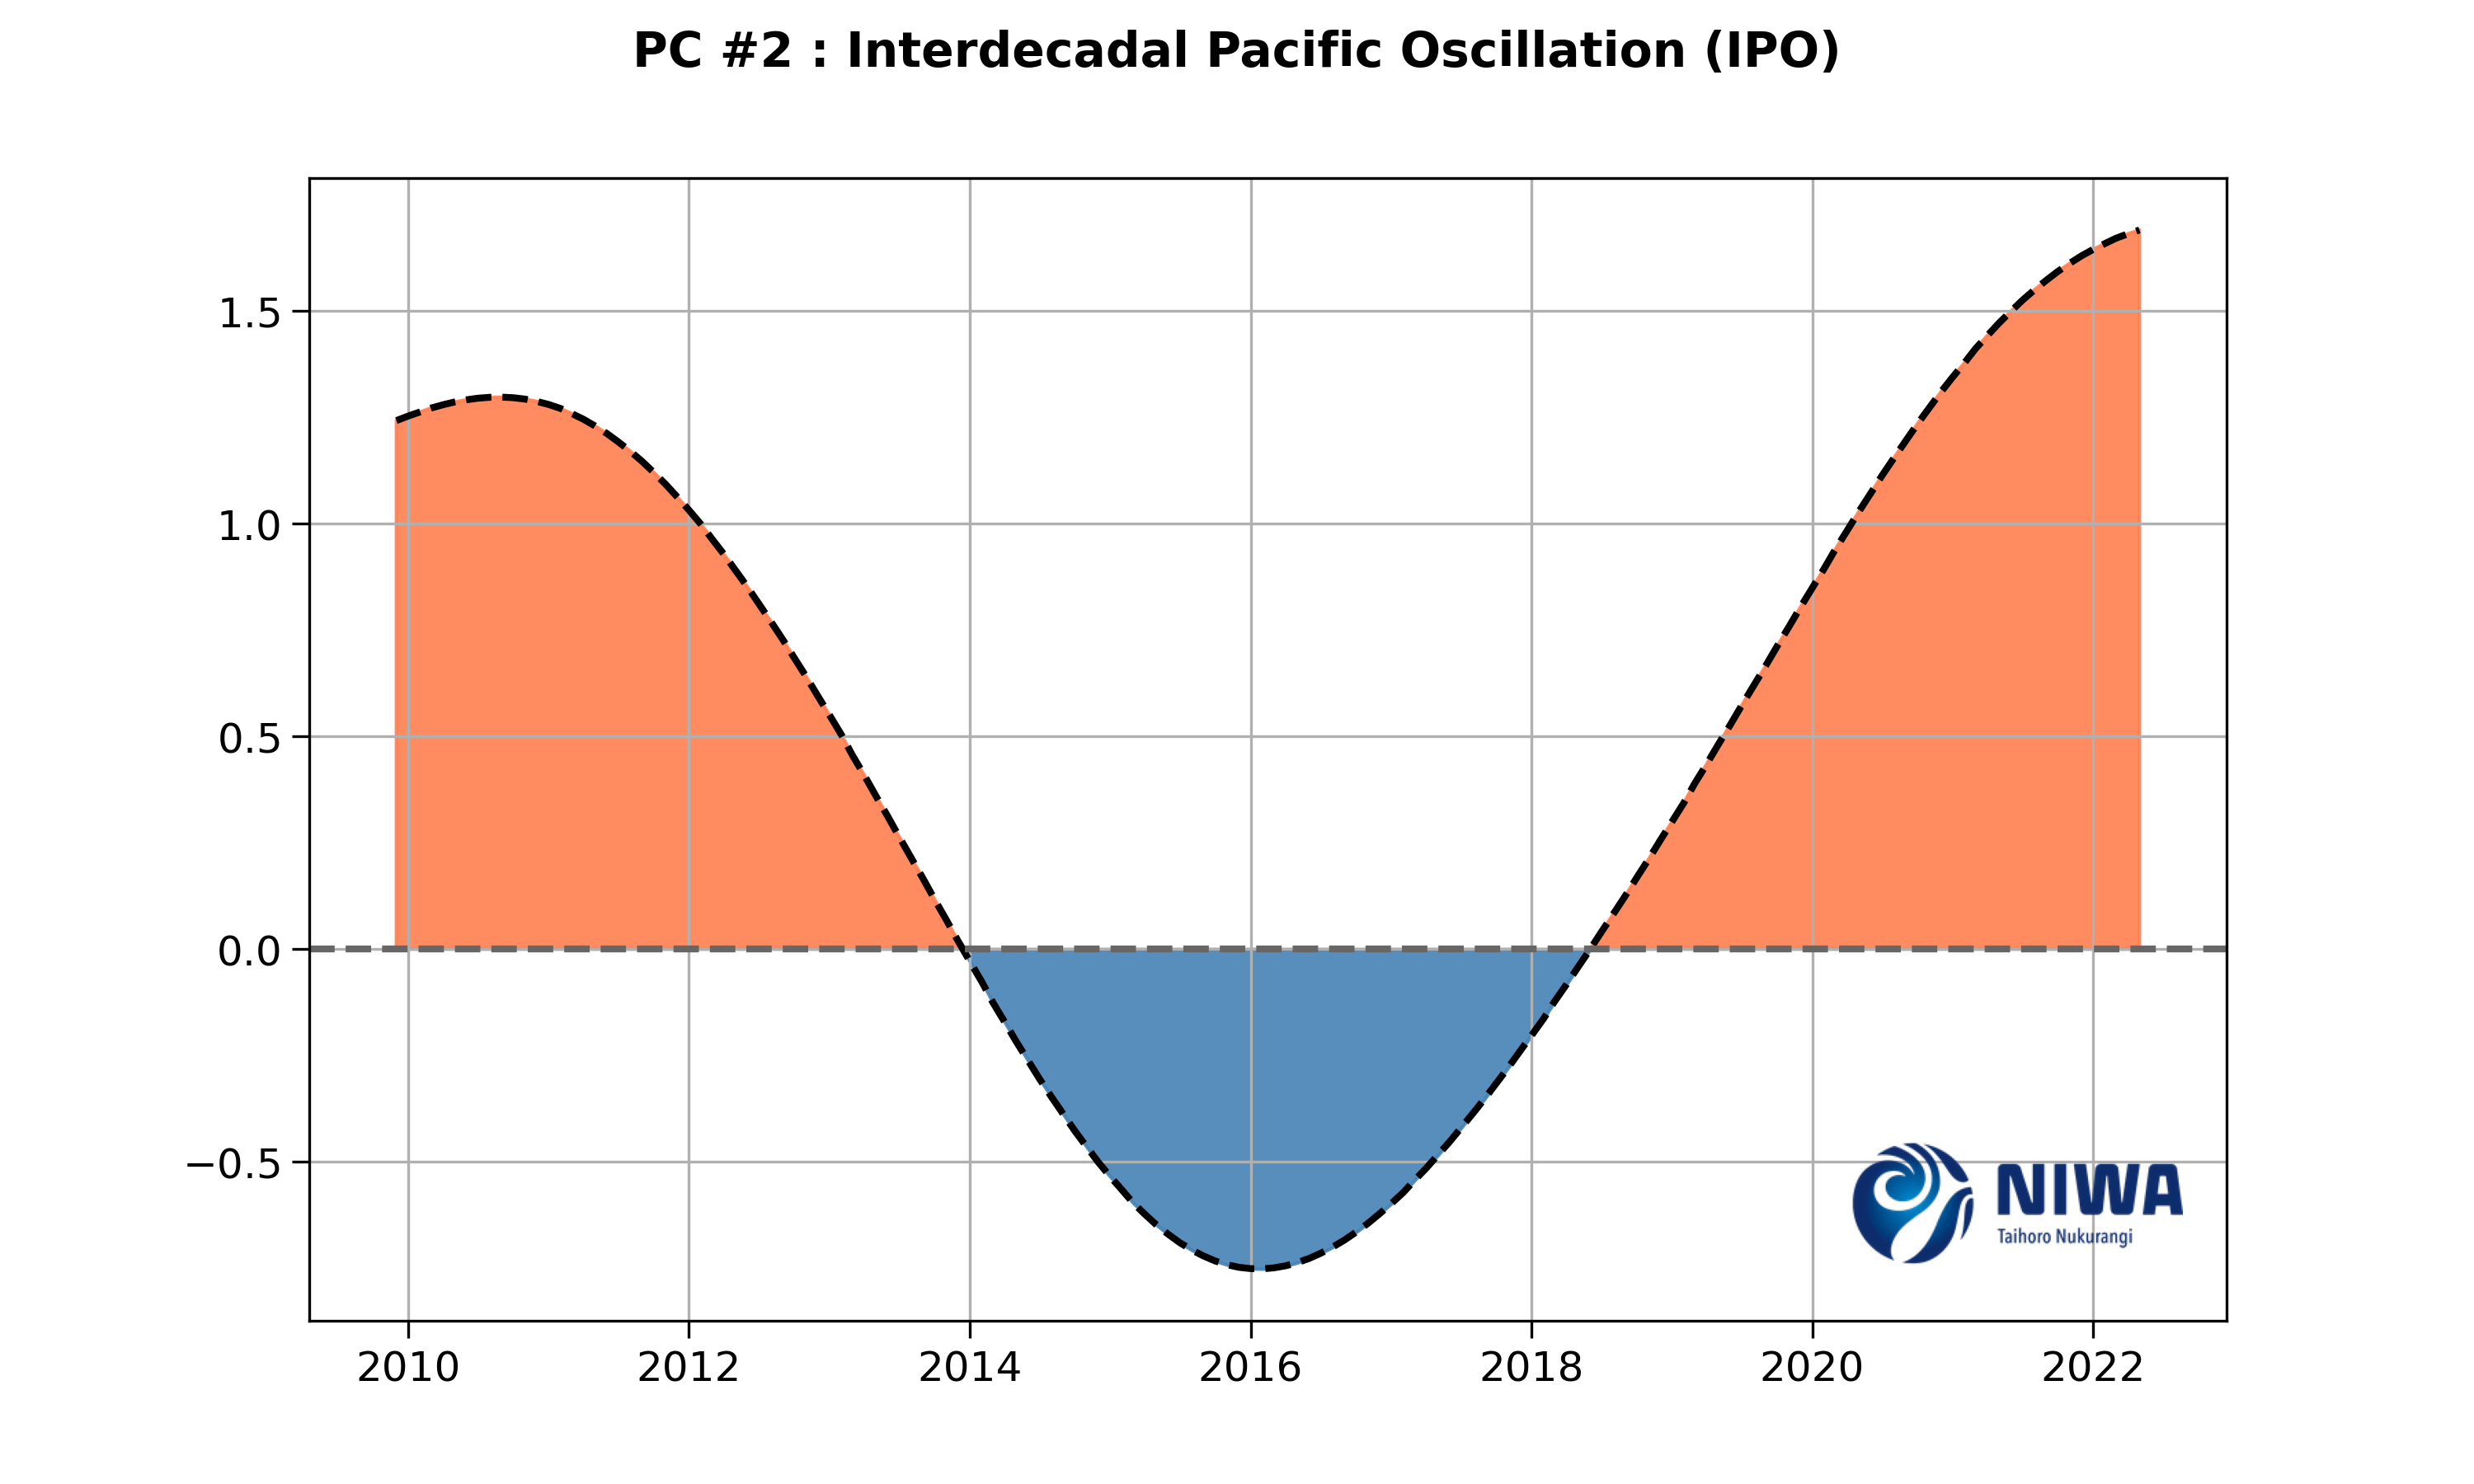 PC #2 : Interdecadal Pacific Oscillation (IPO)
1.5
1.0
0.5
0.0
−0.5
NIWA
Taihoro Nukurangi
2010 2012 2014 2016 2018 2020 2022